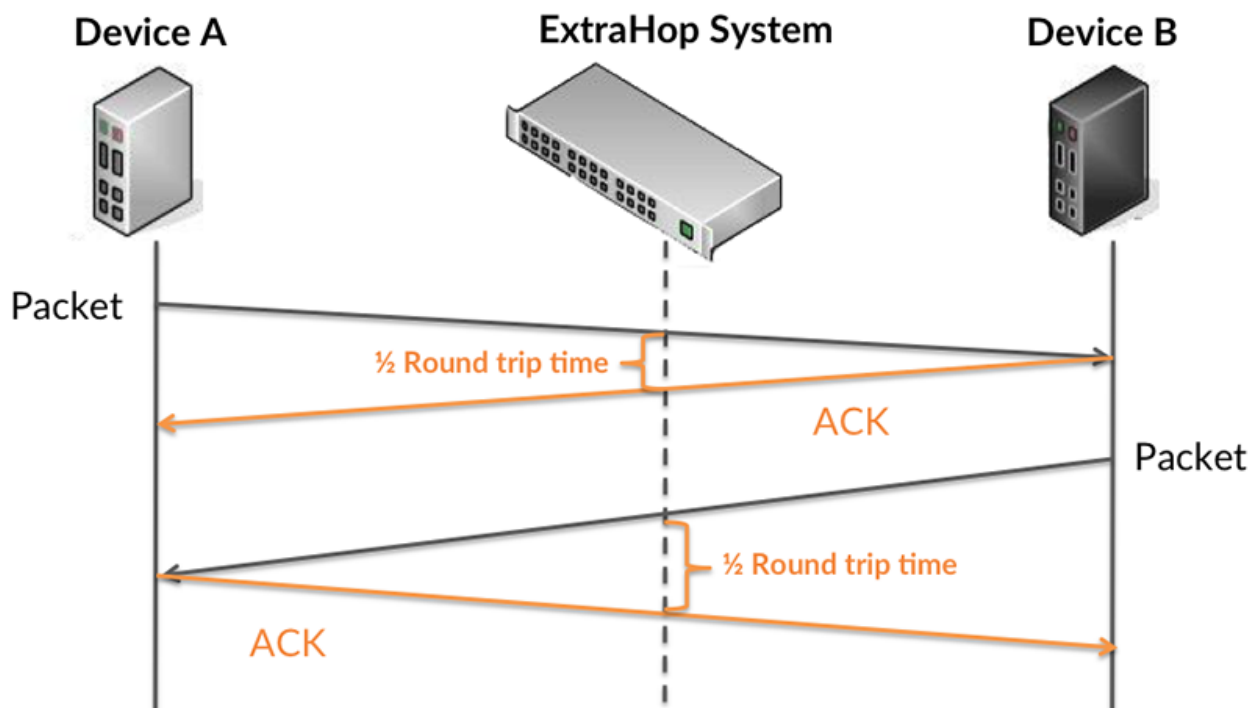 Device A
ExtraHop System
Device B
Packet
½ Round trip time
ACK
Packet
½ Round trip time
ACK